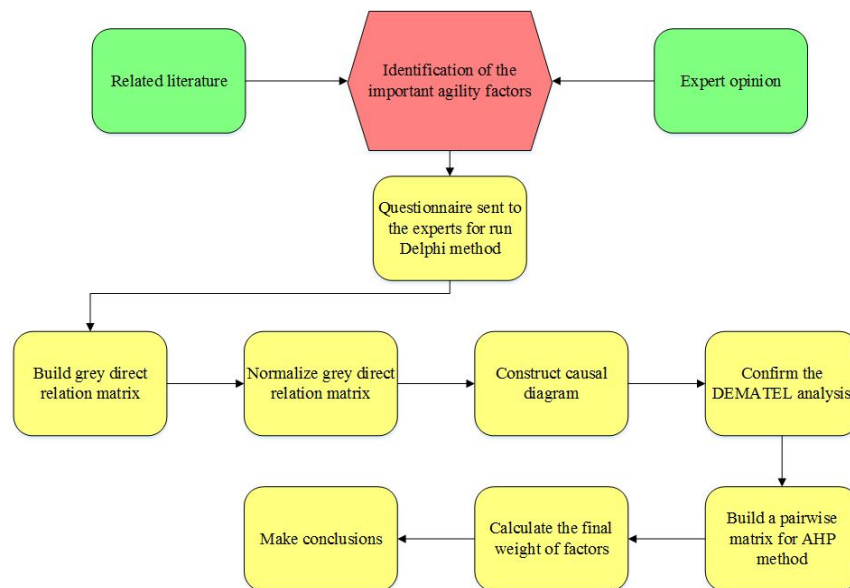 Related literature
Identification of the
important agility factors
Expert opinion
Questionnaire sent to
the experts for run
Delphi method
Build grey direct
relation matrix
Normalize grey direct
relation matrix
Construct causal
diagram
Confirm the
DEMATEL analysis
Build a pairwise
matrix for AHP
method
Calculate the final
weight of factors
Make conclusions